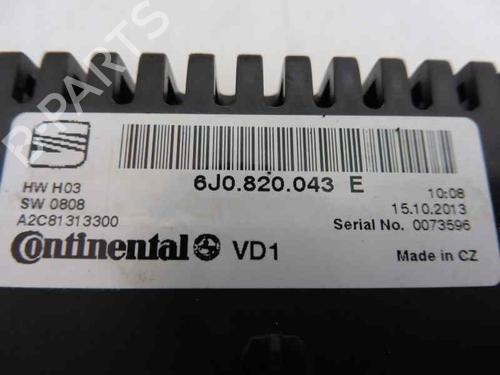 6J0.820.043 E
HW H03
10:08
SW 0808
15.10.2013
A2C81313300
Serial No. 0073596
Continental VD1
Made in CZ
B-PARTS